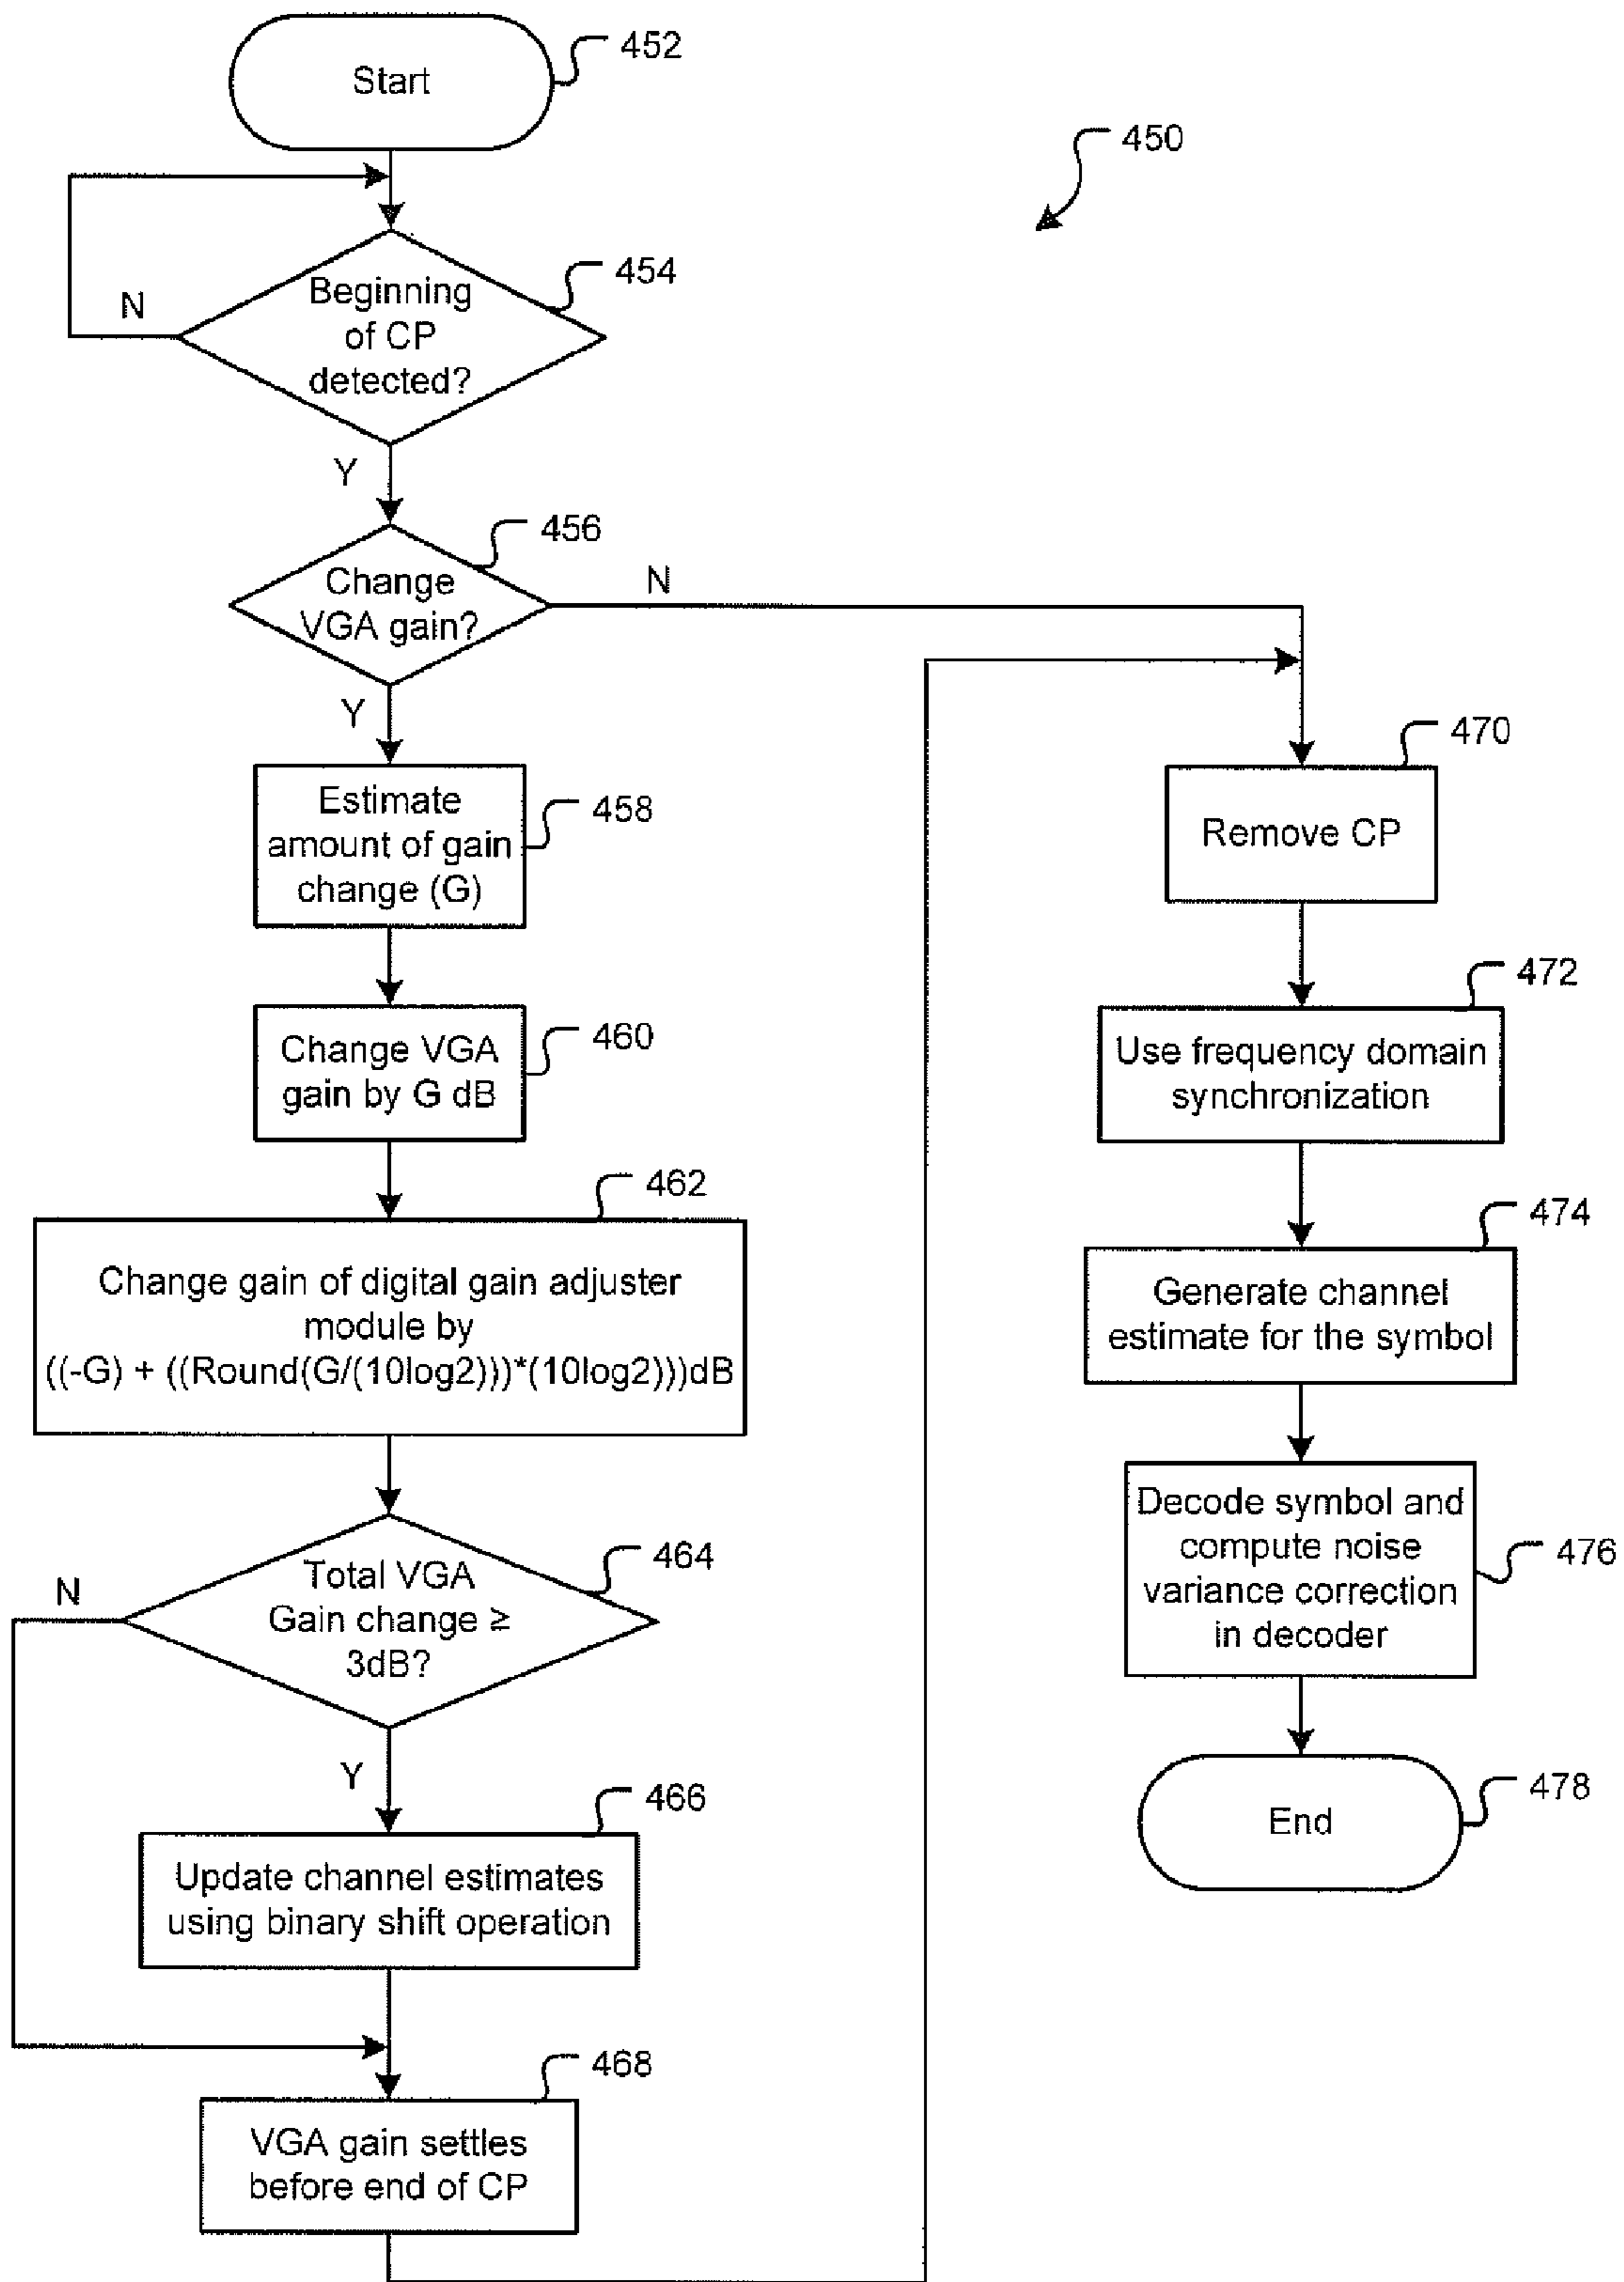 Start
452
450
Beginning
of CP
detected?
454
N
Y
Change
VGA gain?
456
N
Y
Estimate
amount of gain
change (G)
458
Change VGA
gain by G dB
460
Change gain of digital gain adjuster
module by
((-G) + ((Round(G/(10log2)))*(10log2)))dB
462
Total VGA
Gain change ≥
3dB?
464
N
Y
Update channel estimates
using binary shift operation
466
VGA gain settles
before end of CP
468
Remove CP
470
Use frequency domain
synchronization
472
Generate channel
estimate for the symbol
474
Decode symbol and
compute noise
variance correction
in decoder
476
End
478